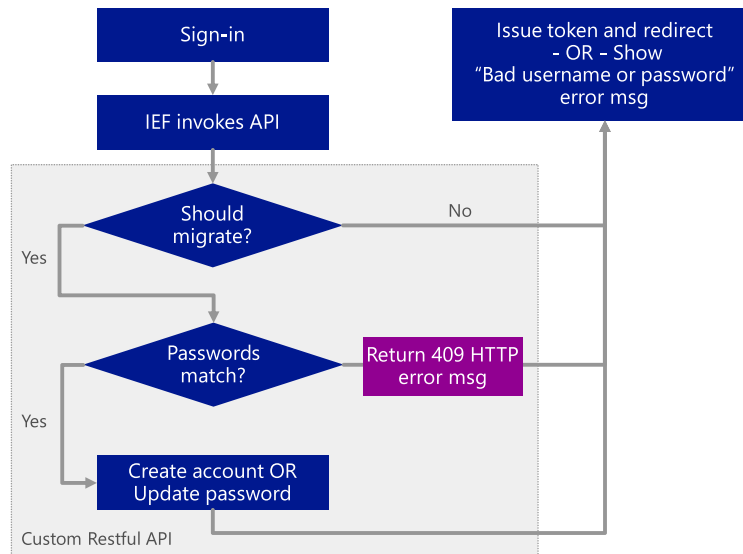 Sign-in
Issue token and redirect
- OR - Show
“Bad username or password”
error msg
IEF invokes API
Should
migrate?
No
Yes
Passwords
match?
Return 409 HTTP
error msg
Yes
Create account OR
Update password
Custom Restful API